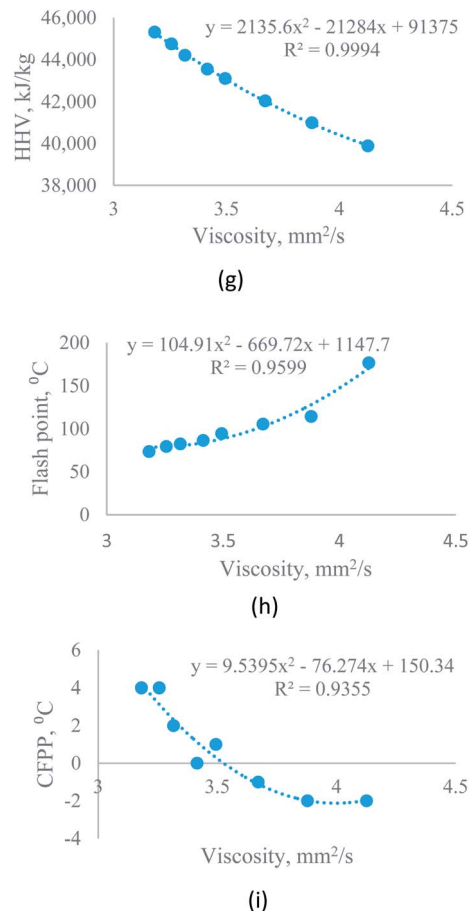 46,000
y = 2135.6x² - 21284x + 91375
R² = 0.9994
44,000
42,000
40,000
38,000
HHV, kJ/kg
3 3.5 4 4.5
Viscosity, mm²/s
(g)
200
y = 104.91x² - 669.72x + 1147.7
R² = 0.9599
150
100
50
0
Flash point, ⁰C
3 3.5 4 4.5
Viscosity, mm²/s
(h)
6
y = 9.5395x² - 76.274x + 150.34
R² = 0.9355
4
2
0
-2
-4
CFPP, ⁰C
3 3.5 4 4.5
Viscosity, mm²/s
(i)